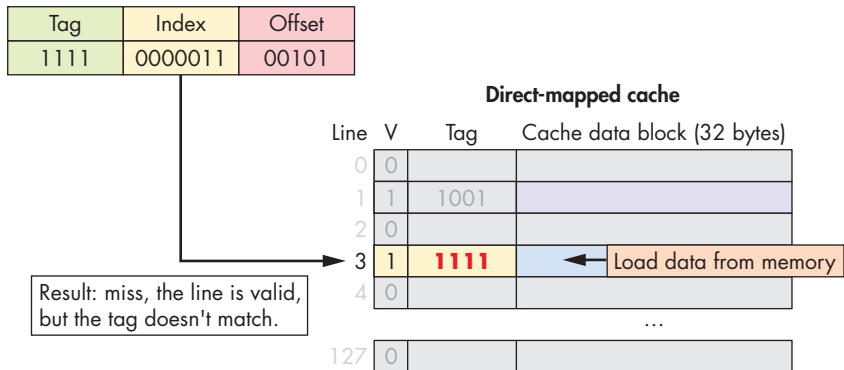 Tag Index Offset
1111 0000011 00101
Direct-mapped cache
Line V Tag Cache data block (32 bytes)
0 0
1 1 1001
2 0
3 1 1111 Load data from memory
4 0
Result: miss, the line is valid,
but the tag doesn't match.
...
127 0